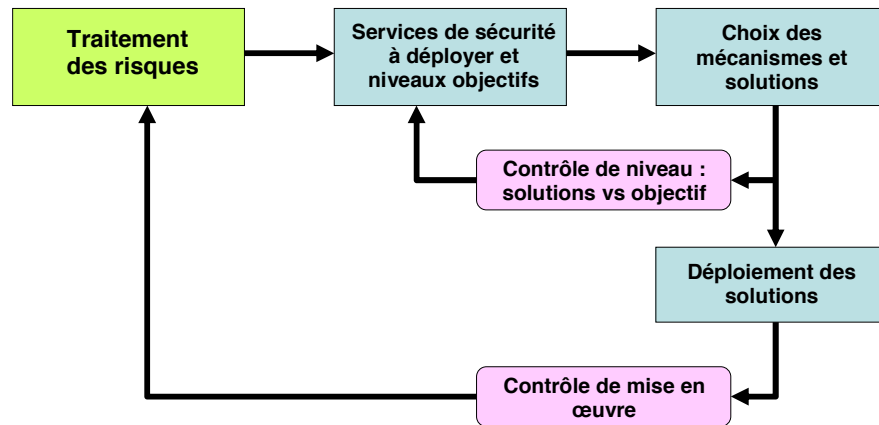 Traitement
des risques
Services de sécurité
à déployer et
niveaux objectifs
Choix des
mécanismes et
solutions
Contrôle de niveau :
solutions vs objectif
Déploiement des
solutions
Contrôle de mise en
œuvre